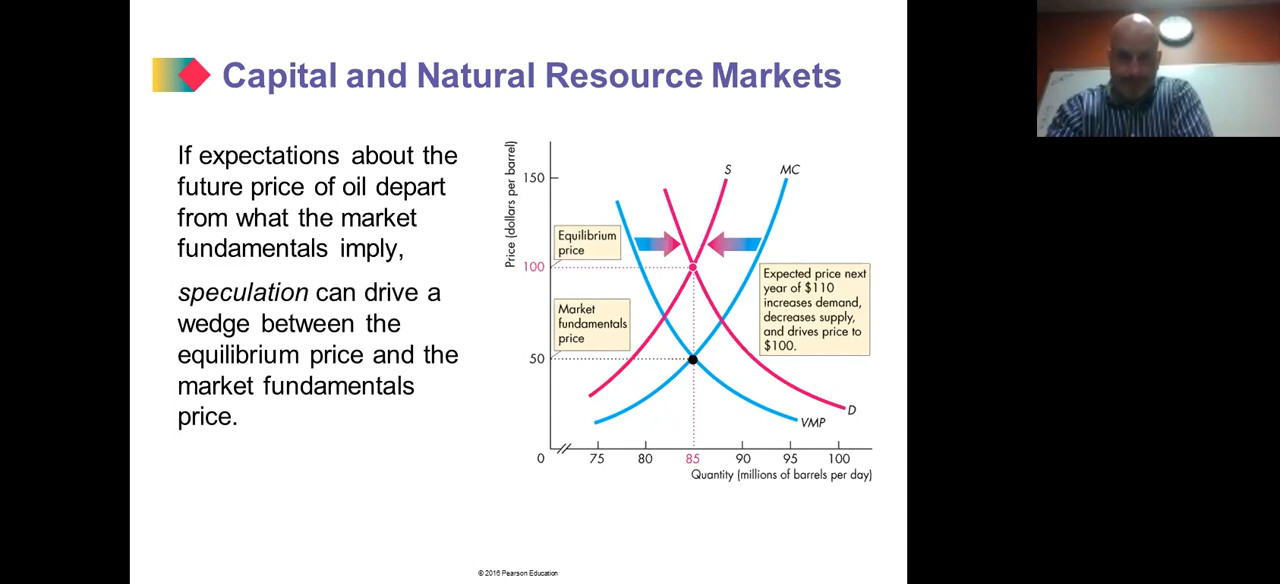 Capital and Natural Resource Markets
If expectations about the
future price of oil depart
from what the market
fundamentals imply,
speculation can drive a
wedge between the
equilibrium price and the
market fundamentals
price.
Price (dollars per barrel)
150
100
50
0
S
MC
Equilibrium
price
Market
fundamentals
price
Expected price next
year of $110
increases demand,
decreases supply,
and drives price to
$100.
D
VMP
75 80 85 90 95 100
Quantity (millions of barrels per day)
© 2016 Pearson Education